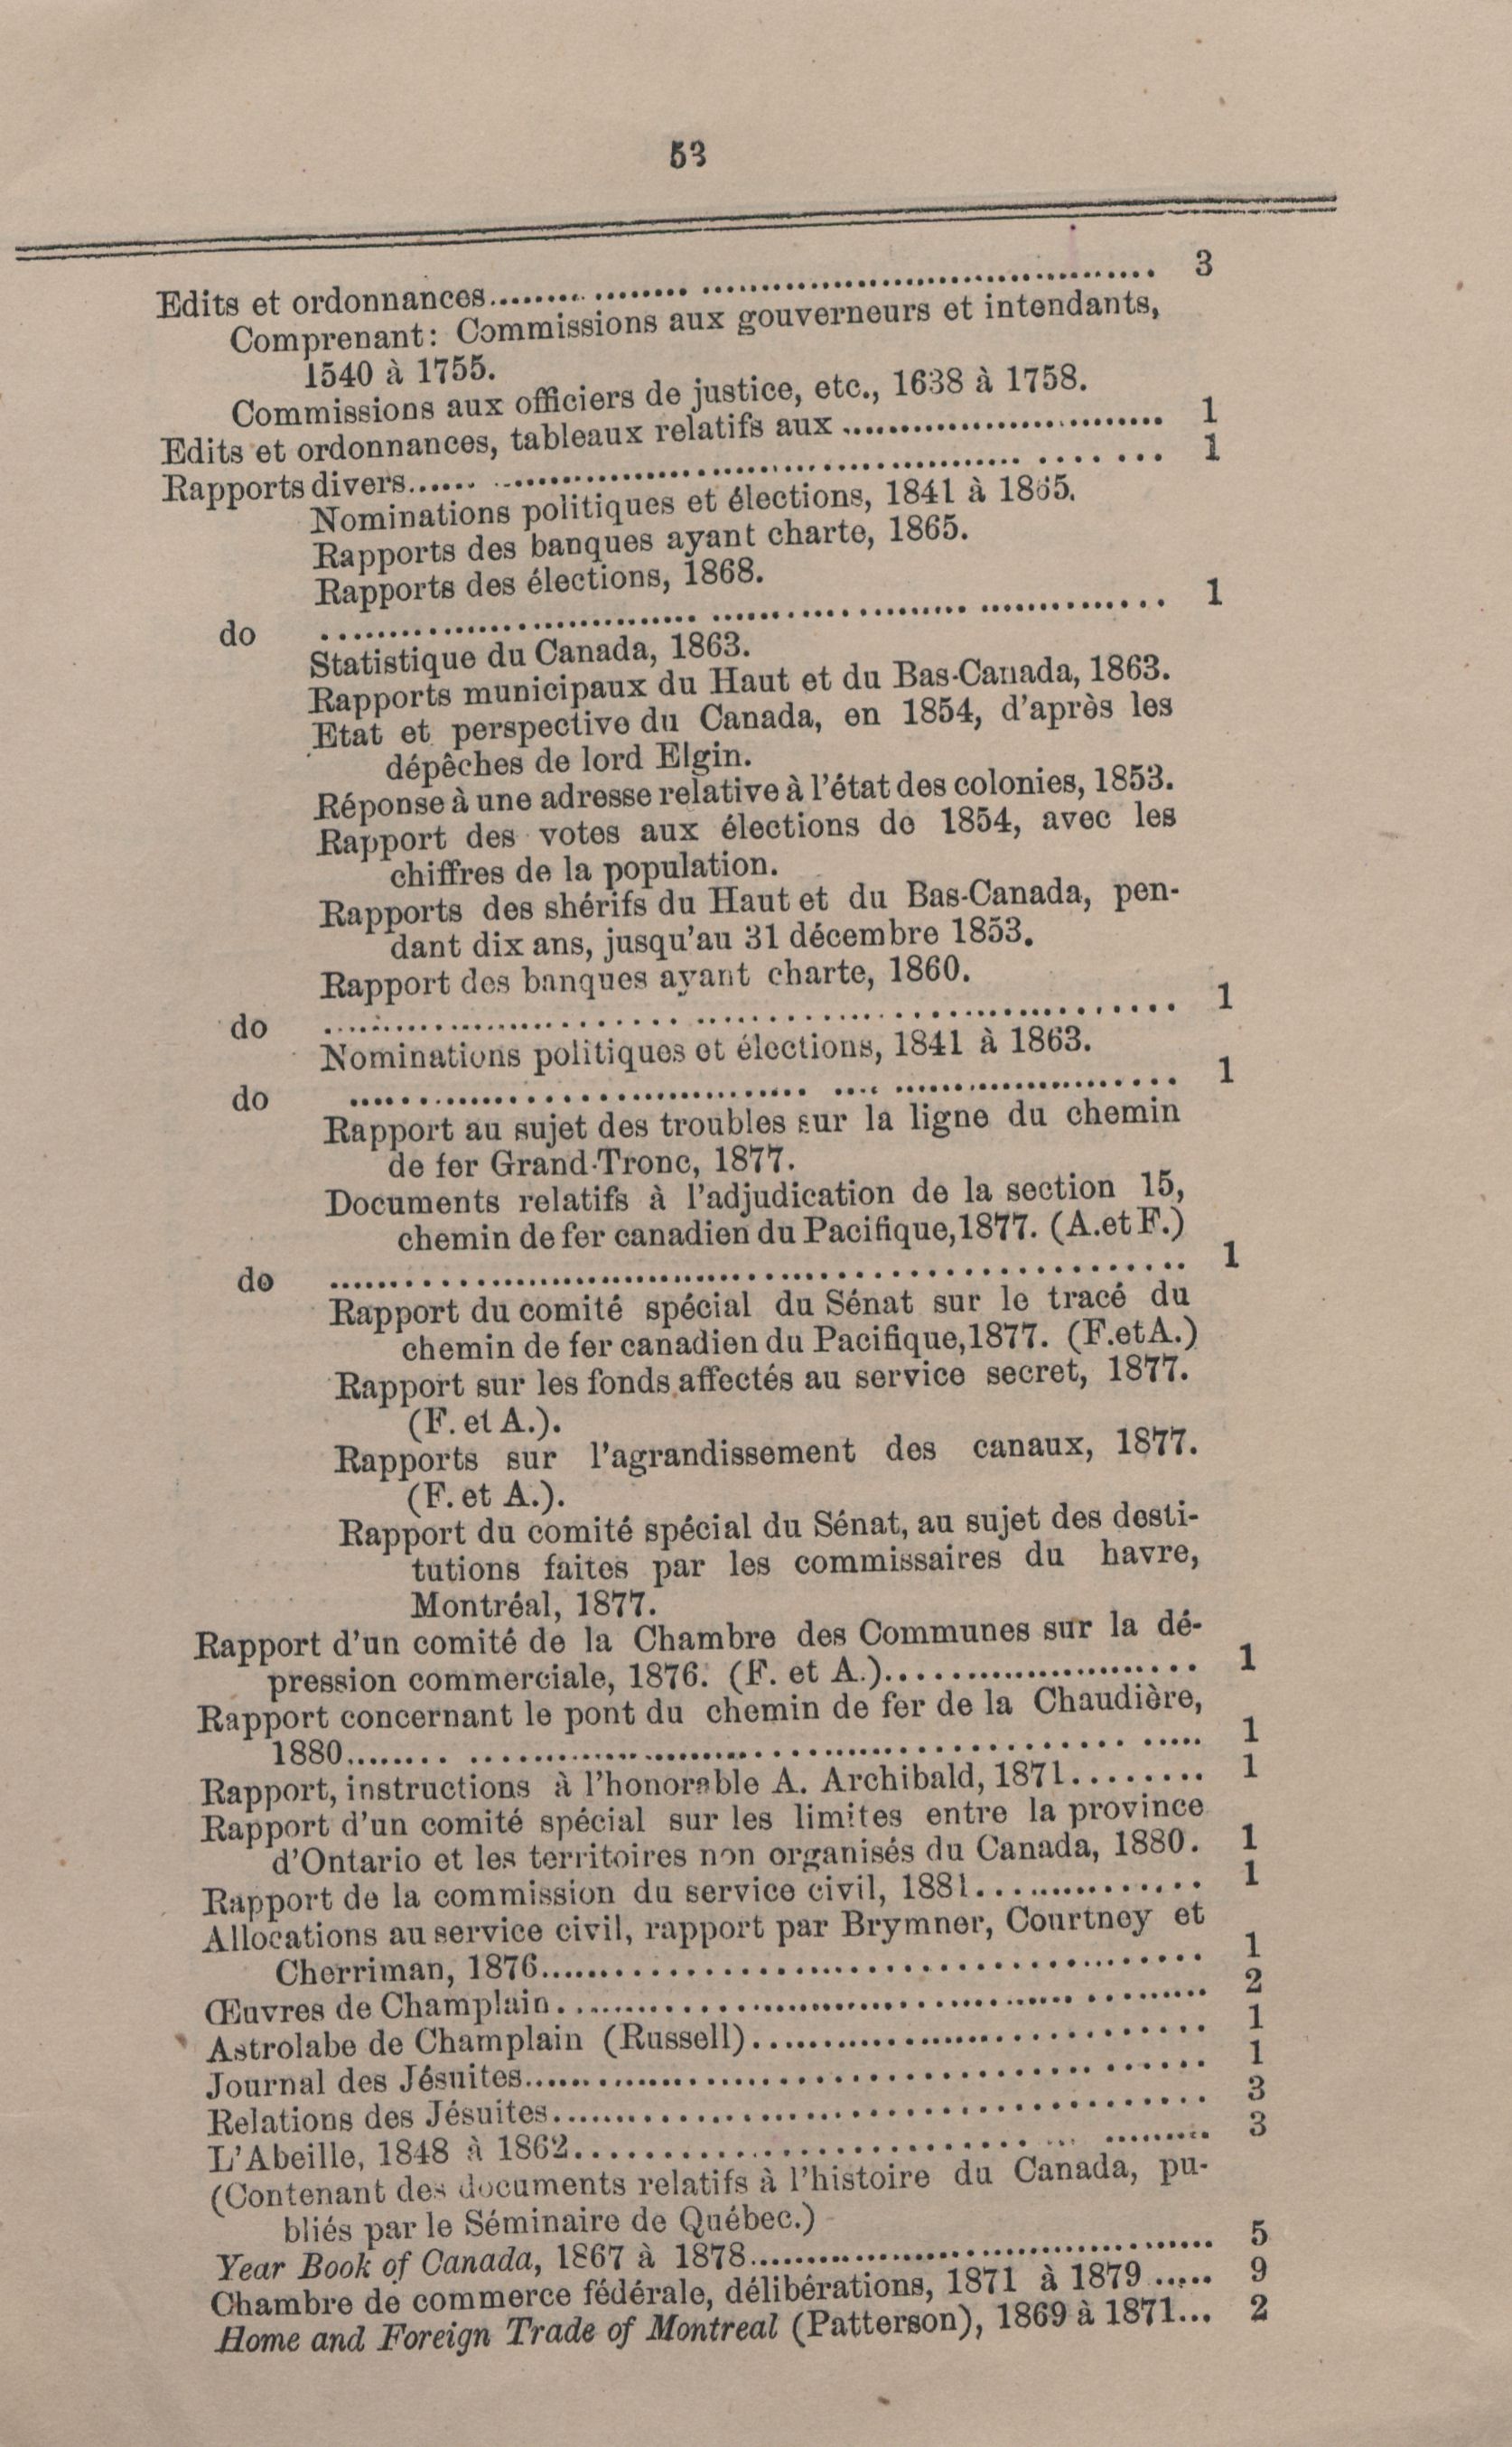 53
Edits et ordonnances........ ........ ........................................ 3
Comprenant: Commissions aux gouverneurs et intendants,
1540 à 1755.
Commissions aux officiers de justice, etc., 1638 à 1758.
Edits et ordonnances, tableaux relatifs aux ............................ 1
Rapports divers...... ............................................. ....... 1
Nominations politiques et élections, 1841 à 1865.
Rapports des banques ayant charte, 1865.
Rapports des élections, 1868.
do ................................ ...................... .............. 1
Statistique du Canada, 1863.
Rapports municipaux du Haut et du Bas-Canada, 1863.
Etat et perspective du Canada, en 1854, d'après les
dépêches de lord Elgin.
Réponse à une adresse relative à l'état des colonies, 1853.
Rapport des votes aux élections de 1854, avec les
chiffres de la population.
Rapports des shérifs du Haut et du Bas-Canada, pen-
dant dix ans, jusqu'au 31 décembre 1853.
Rapport des banques ayant charte, 1860.
do ............................ ........................................ 1
Nominations politiques et élections, 1841 à 1863.
do .................................. .... ........................ 1
Rapport au sujet des troubles sur la ligne du chemin
de fer Grand-Tronc, 1877.
Documents relatifs à l'adjudication de la section 15,
chemin de fer canadien du Pacifique,1877. (A.et F.)
do ................................................................ 1
Rapport du comité spécial du Sénat sur le tracé du
chemin de fer canadien du Pacifique,1877. (F.et A.)
Rapport sur les fonds affectés au service secret, 1877.
(F. et A.).
Rapports sur l'agrandissement des canaux, 1877.
(F. et A.).
Rapport du comité spécial du Sénat, au sujet des desti-
tutions faites par les commissaires du havre,
Montréal, 1877.
Rapport d'un comité de la Chambre des Communes sur la dé-
pression commerciale, 1876. (F. et A.)........................ 1
Rapport concernant le pont du chemin de fer de la Chaudière,
1880........ ............................................... ..... 1
Rapport, instructions à l'honorable A. Archibald, 1871......... 1
Rapport d'un comité spécial sur les limites entre la province
d'Ontario et les territoires non organisés du Canada, 1880. 1
Rapport de la commission du service civil, 1881................ 1
Allocations au service civil, rapport par Brymner, Courtney et
Cherriman, 1876.............................................. 1
Œuvres de Champlain............................................ 2
Astrolabe de Champlain (Russell)................................ 1
Journal des Jésuites........................................ ...... 1
Relations des Jésuites............................................ 3
L'Abeille, 1848 à 1862............................ ... ......... 3
(Contenant des documents relatifs à l'histoire du Canada, pu-
bliés par le Séminaire de Québec.)
Year Book of Canada, 1867 à 1878................................ 5
Chambre de commerce fédérale, délibérations, 1871 à 1879 ..... 9
Home and Foreign Trade of Montreal (Patterson), 1869 à 1871... 2